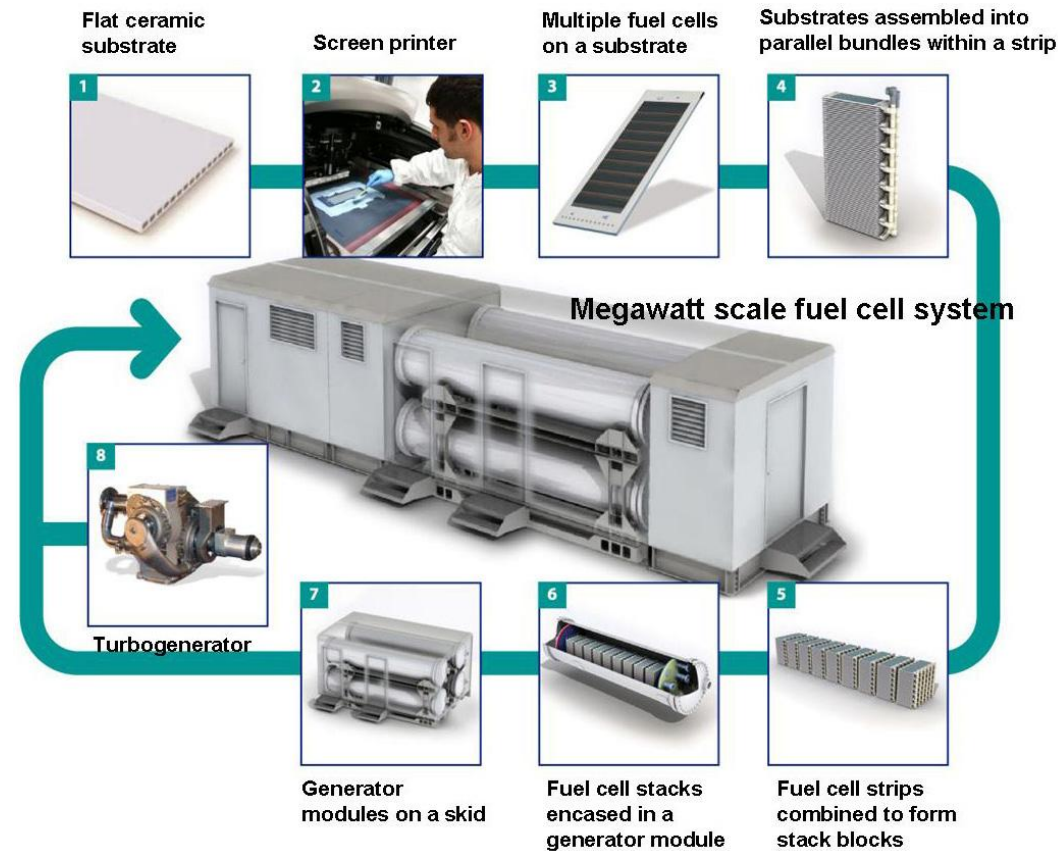 Flat ceramic
substrate
Screen printer
Multiple fuel cells
on a substrate
Substrates assembled into
parallel bundles within a strip
1
2
3
4
Megawatt scale fuel cell system
8
Turbogenerator
7
6
5
Generator
modules on a skid
Fuel cell stacks
encased in a
generator module
Fuel cell strips
combined to form
stack blocks